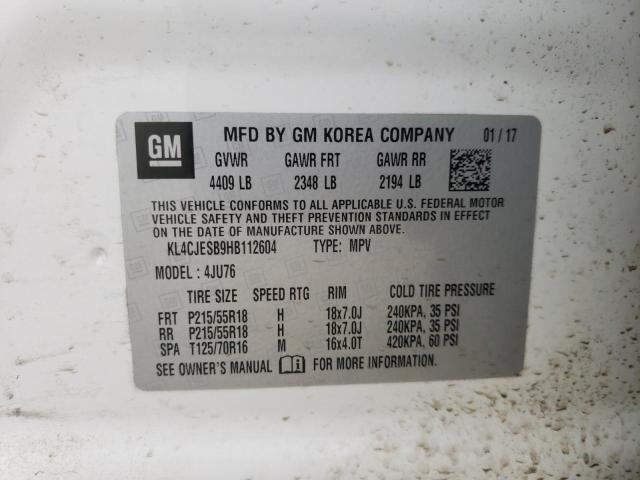 GM MFD BY GM KOREA COMPANY 01/17
GVWR GAWR FRT GAWR RR
4409 LB 2348 LB 2194 LB
THIS VEHICLE CONFORMS TO ALL APPLICABLE U.S. FEDERAL MOTOR
VEHICLE SAFETY AND THEFT PREVENTION STANDARDS IN EFFECT
ON THE DATE OF MANUFACTURE SHOWN ABOVE.
KL4CJESB9HB112604 TYPE: MPV
MODEL: 4JU76
TIRE SIZE SPEED RTG RIM COLD TIRE PRESSURE
FRT P215/55R18 H 18x7.0J 240KPA, 35 PSI
RR P215/55R18 H 18x7.0J 240KPA, 35 PSI
SPA T125/70R16 M 16x4.0T 420KPA, 60 PSI
SEE OWNER'S MANUAL FOR MORE INFORMATION.